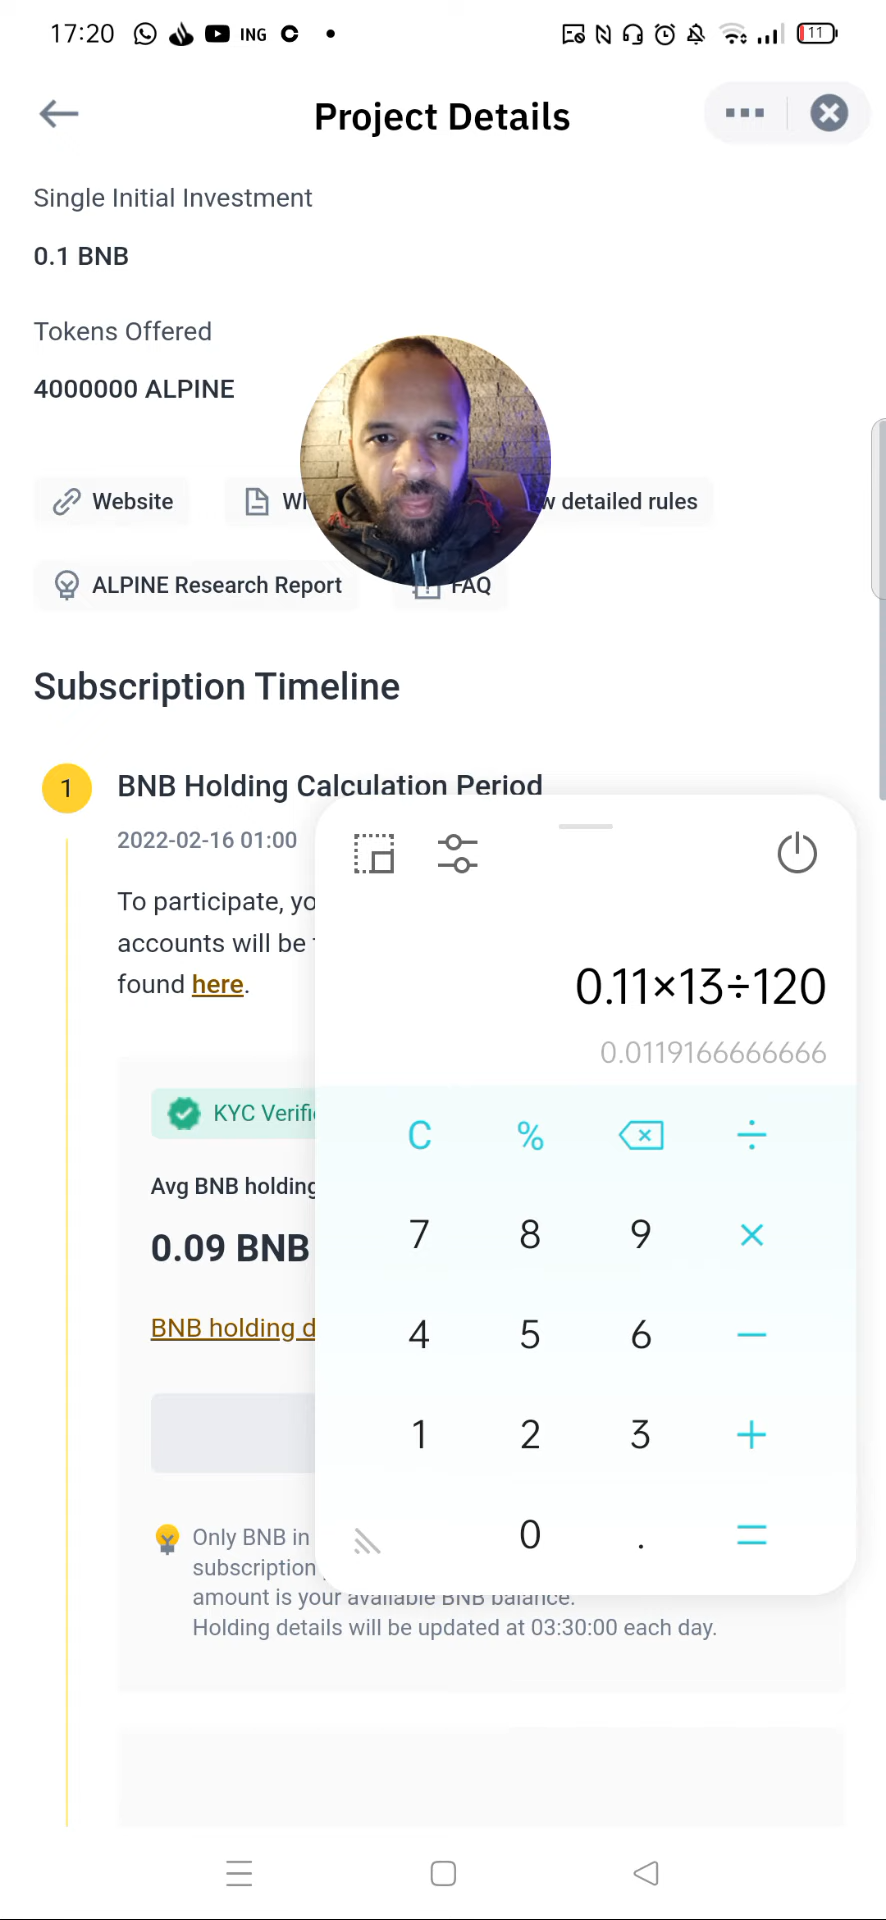 17:20 ING 11
Project Details
Single Initial Investment
0.1 BNB
Tokens Offered
4000000 ALPINE
Website
detailed rules
ALPINE Research Report
FAQ
Subscription Timeline
1 BNB Holding Calculation Period
2022-02-16 01:00
To participate, yo
accounts will be
found here.
0.11×13÷120
0.0119166666666
KYC Verifi
C % ÷
Avg BNB holding
7 8 9 ×
0.09 BNB
BNB holding d
4 5 6 −
1 2 3 +
0 . =
Only BNB in
subscription
amount is your available BNB balance.
Holding details will be updated at 03:30:00 each day.